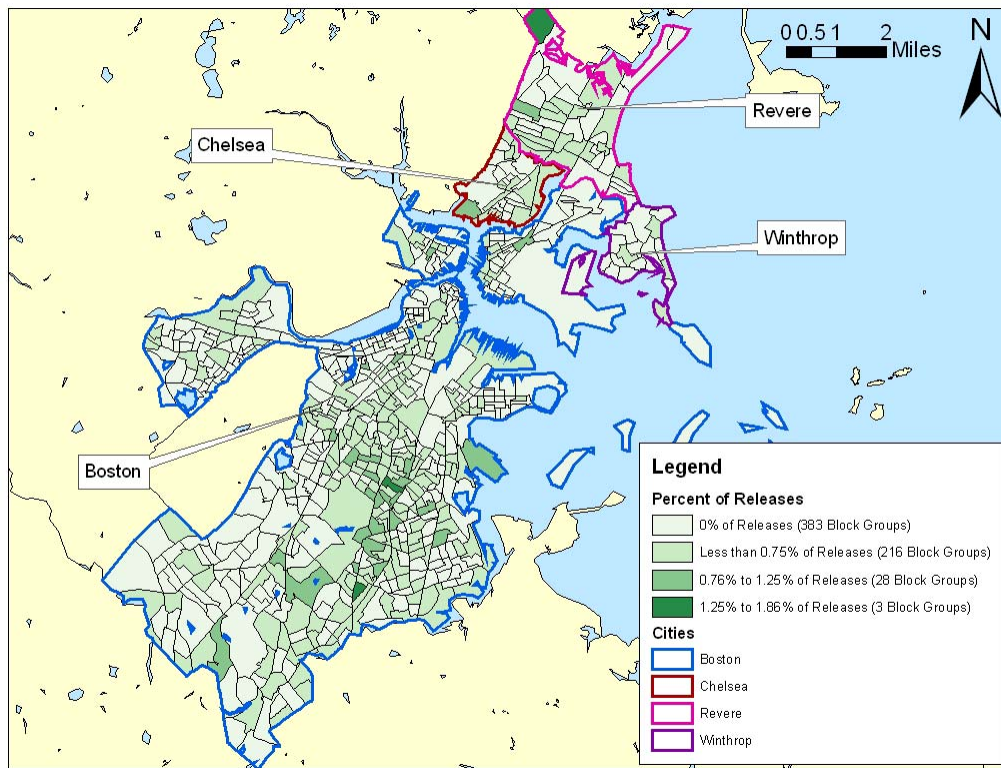 0 0.5 1 2
Miles
N
Revere
Chelsea
Winthrop
Boston
Legend
Percent of Releases
0% of Releases (383 Block Groups)
Less than 0.75% of Releases (216 Block Groups)
0.76% to 1.25% of Releases (28 Block Groups)
1.25% to 1.86% of Releases (3 Block Groups)
Cities
Boston
Chelsea
Revere
Winthrop